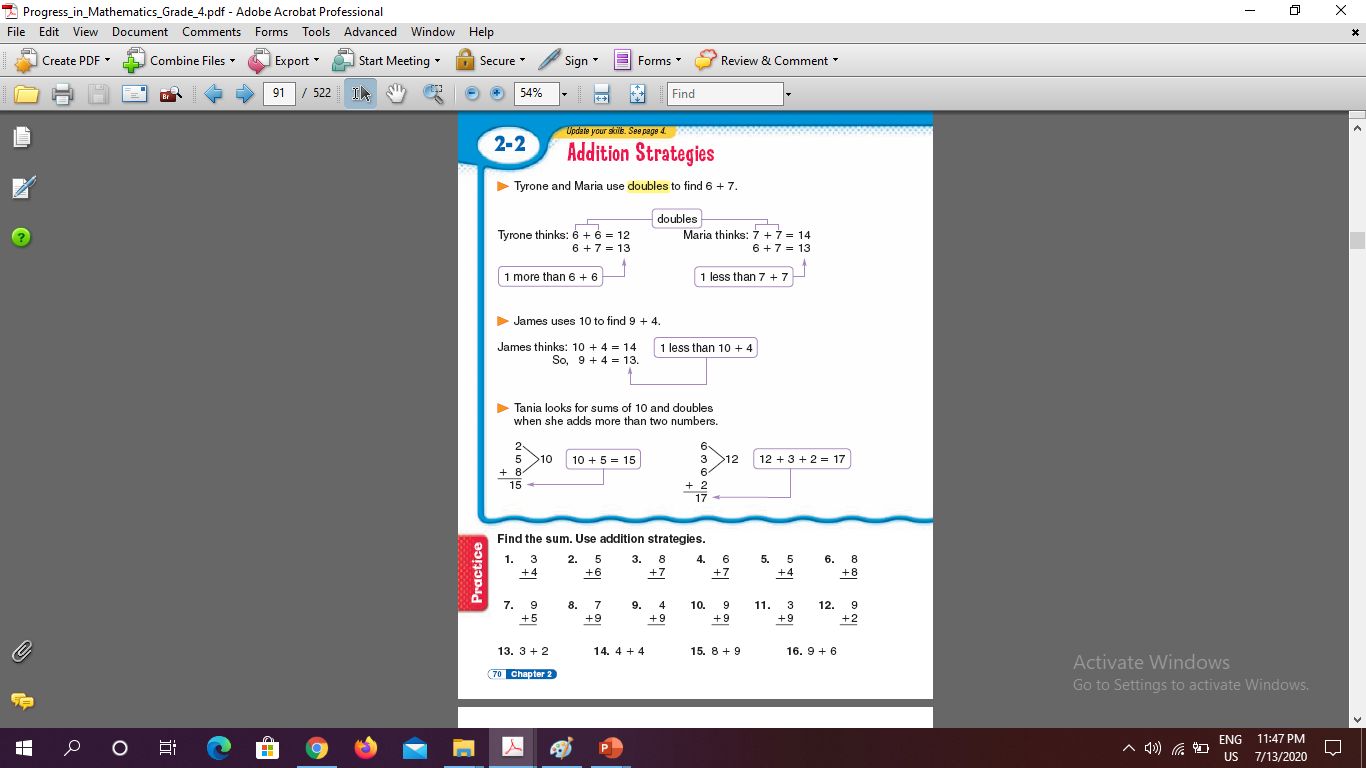 Progress_in_Mathematics_Grade_4.pdf - Adobe Acrobat Professional
File Edit View Document Comments Forms Tools Advanced Window Help
Create PDF Combine Files Export Start Meeting Secure Sign Forms Review & Comment
91 / 522 54% Find
Update your skills. See page 4.
2-2
Addition Strategies
Tyrone and Maria use doubles to find 6 + 7.
doubles
Tyrone thinks: 6 + 6 = 12 Maria thinks: 7 + 7 = 14
6 + 7 = 13 6 + 7 = 13
1 more than 6 + 6 1 less than 7 + 7
James uses 10 to find 9 + 4.
James thinks: 10 + 4 = 14 1 less than 10 + 4
So, 9 + 4 = 13.
Tania looks for sums of 10 and doubles
when she adds more than two numbers.
2 6
5 10 10 + 5 = 15 3 12 12 + 3 + 2 = 17
+ 8 6
15 + 2
17
Practice
Find the sum. Use addition strategies.
1. 3 2. 5 3. 8 4. 6 5. 5 6. 8
+4 +6 +7 +7 +4 +8
7. 9 8. 7 9. 4 10. 9 11. 3 12. 9
+5 +9 +9 +9 +9 +2
13. 3 + 2 14. 4 + 4 15. 8 + 9 16. 9 + 6
70 Chapter 2
Activate Windows
Go to Settings to activate Windows.
ENG 11:47 PM
US 7/13/2020